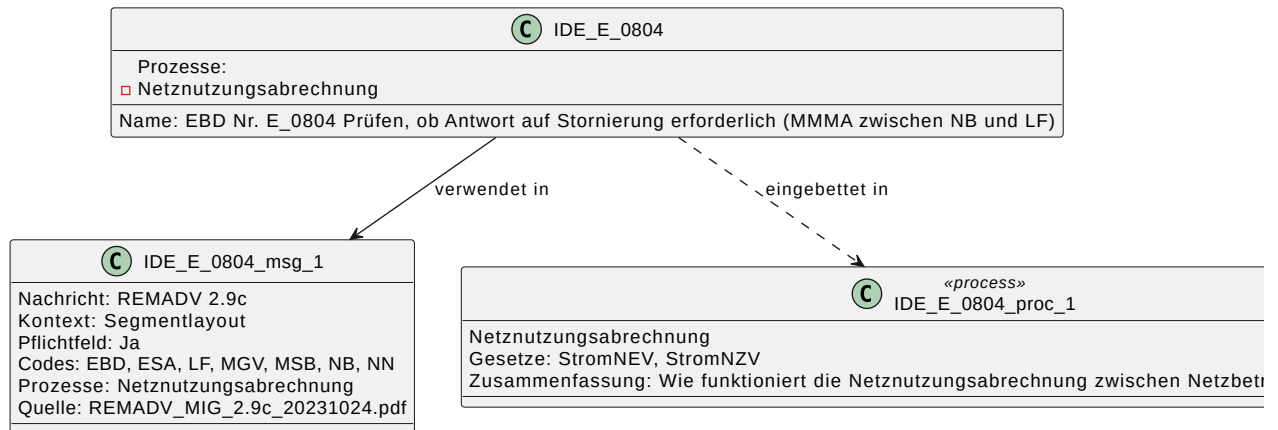 C IDE_E_0804
Prozesse:
Netznutzungsabrechnung
Name: EBD Nr. E_0804 Prüfen, ob Antwort auf Stornierung erforderlich (MMMA zwischen NB und LF)
verwendet in
eingebettet in
C IDE_E_0804_msg_1
Nachricht: REMADV 2.9c
Kontext: Segmentlayout
Pflichtfeld: Ja
Codes: EBD, ESA, LF, MGV, MSB, NB, NN
Prozesse: Netznutzungsabrechnung
Quelle: REMADV_MIG_2.9c_20231024.pdf
C «process»
IDE_E_0804_proc_1
Netznutzungsabrechnung
Gesetze: StromNEV, StromNZV
Zusammenfassung: Wie funktioniert die Netznutzungsabrechnung zwischen